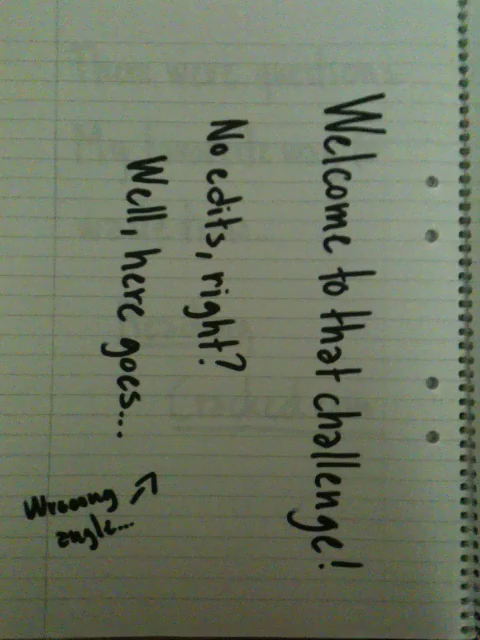 Welcome to that challenge!
No edits, right?
Well, here goes...
Wrooong
angle...